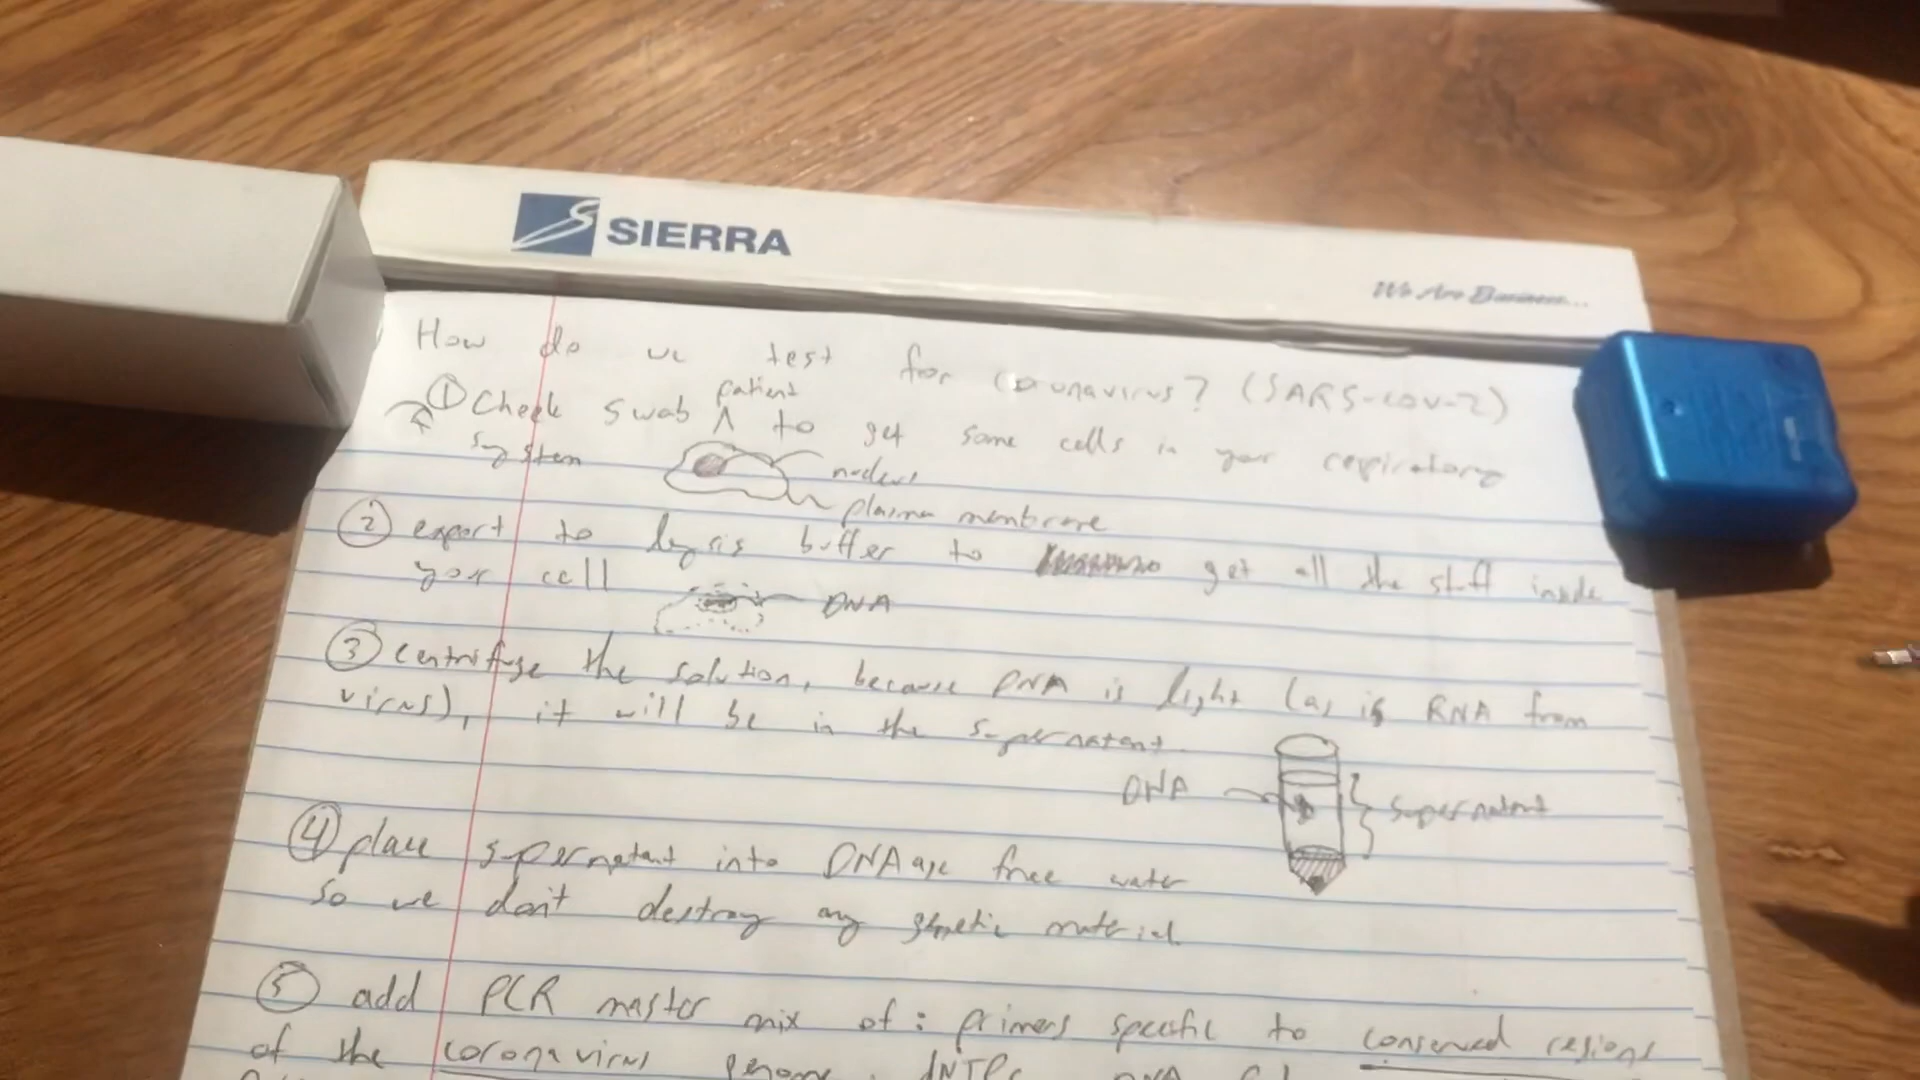 SIERRA
We Are Business...
How do we test for coronavirus? (SARS-cov-2)
patient
① Cheek swab ^ to get some cells in your respiratory
system
nucleus
plasma membrane
② export to lysis buffer to get all the stuff inside
your cell
DNA
③ centrifuge the solution, because DNA is light (as is RNA from
virus), it will be in the supernatant
DNA
supernatant
④ place supernatant into DNAase free water
so we don't destroy any genetic material
⑤ add PCR master mix of: primers specific to conserved regions
of the coronavirus genome, dNTPs